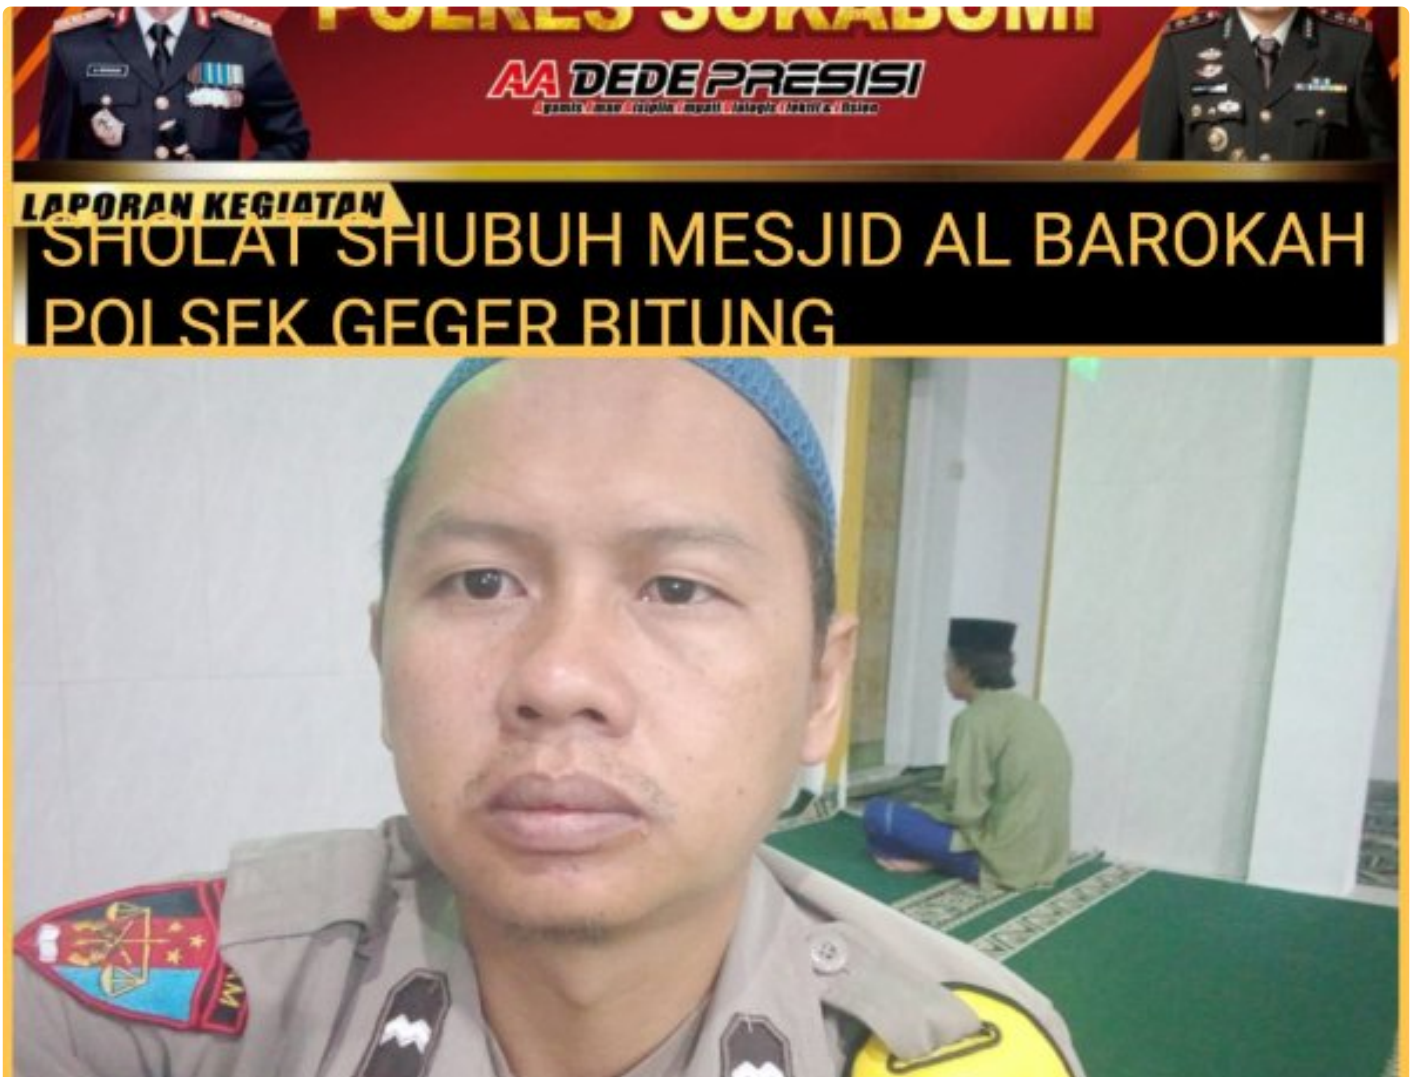 POLRES SUKABUMI
AA DEDE PRESISI
LAPORAN KEGIATAN
SHOLAT SHUBUH MESJID AL BAROKAH
POLSEK GEGER BITUNG